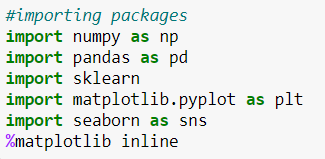 #importing packages
import numpy as np
import pandas as pd
import sklearn
import matplotlib.pyplot as plt
import seaborn as sns
%matplotlib inline